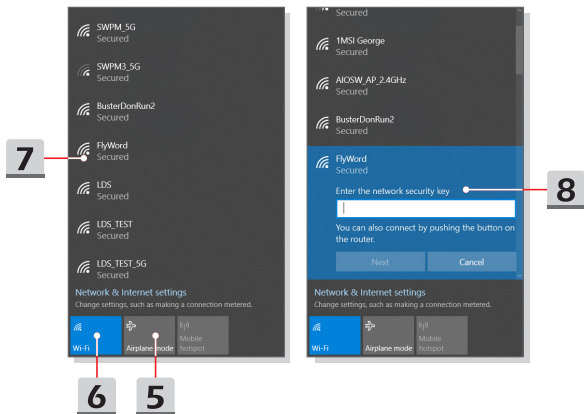 SWPM_5G
Secured
SWPM3_5G
Secured
BusterDonRun2
Secured
FlyWord
Secured
LDS
Secured
LDS_TEST
Secured
LDS_TEST_5G
Secured
Network & Internet settings
Change settings, such as making a connection metered.
Wi-Fi
Airplane mode
Mobile
hotspot
7
6
5
Secured
1MSI George
Secured
AIOSW_AP_2.4GHz
Secured
BusterDonRun2
Secured
FlyWord
Secured
Enter the network security key
You can also connect by pushing the button on
the router.
Next
Cancel
Network & Internet settings
Change settings, such as making a connection metered.
Wi-Fi
Airplane mode
Mobile
hotspot
8